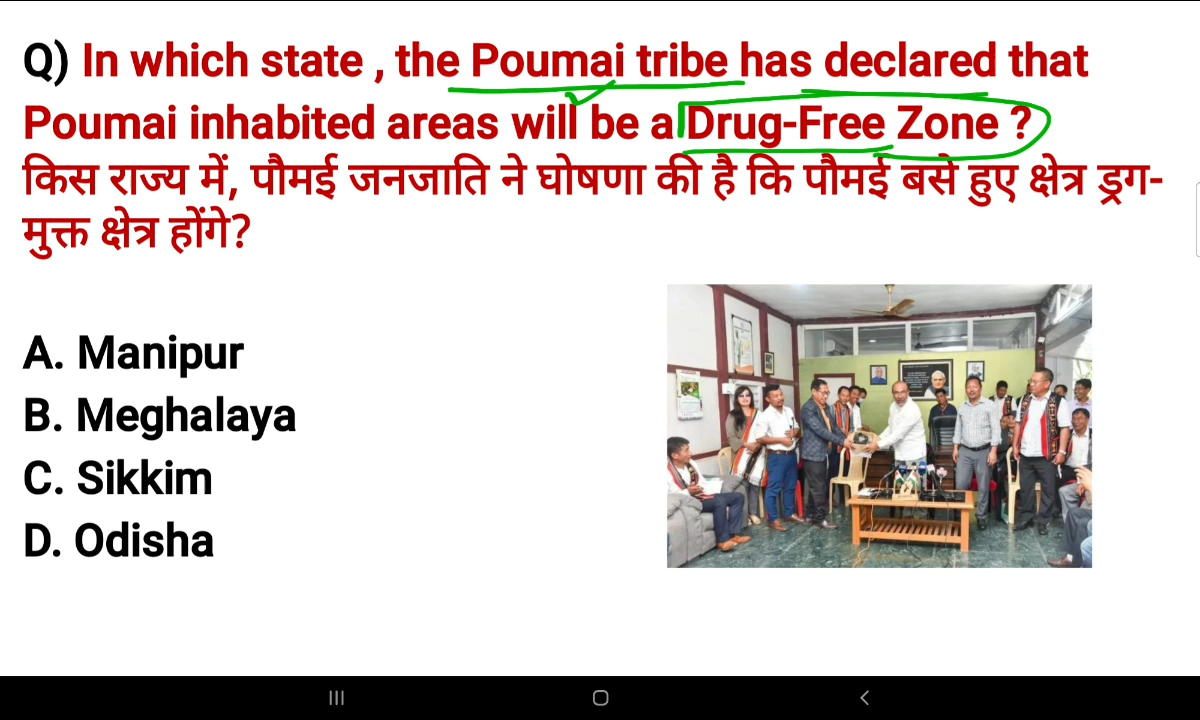 Q) In which state , the Poumai tribe has declared that
Poumai inhabited areas will be a Drug-Free Zone ?
किस राज्य में, पौमई जनजाति ने घोषणा की है कि पौमई बसे हुए क्षेत्र ड्रग-
मुक्त क्षेत्र होंगे?
A. Manipur
B. Meghalaya
C. Sikkim
D. Odisha